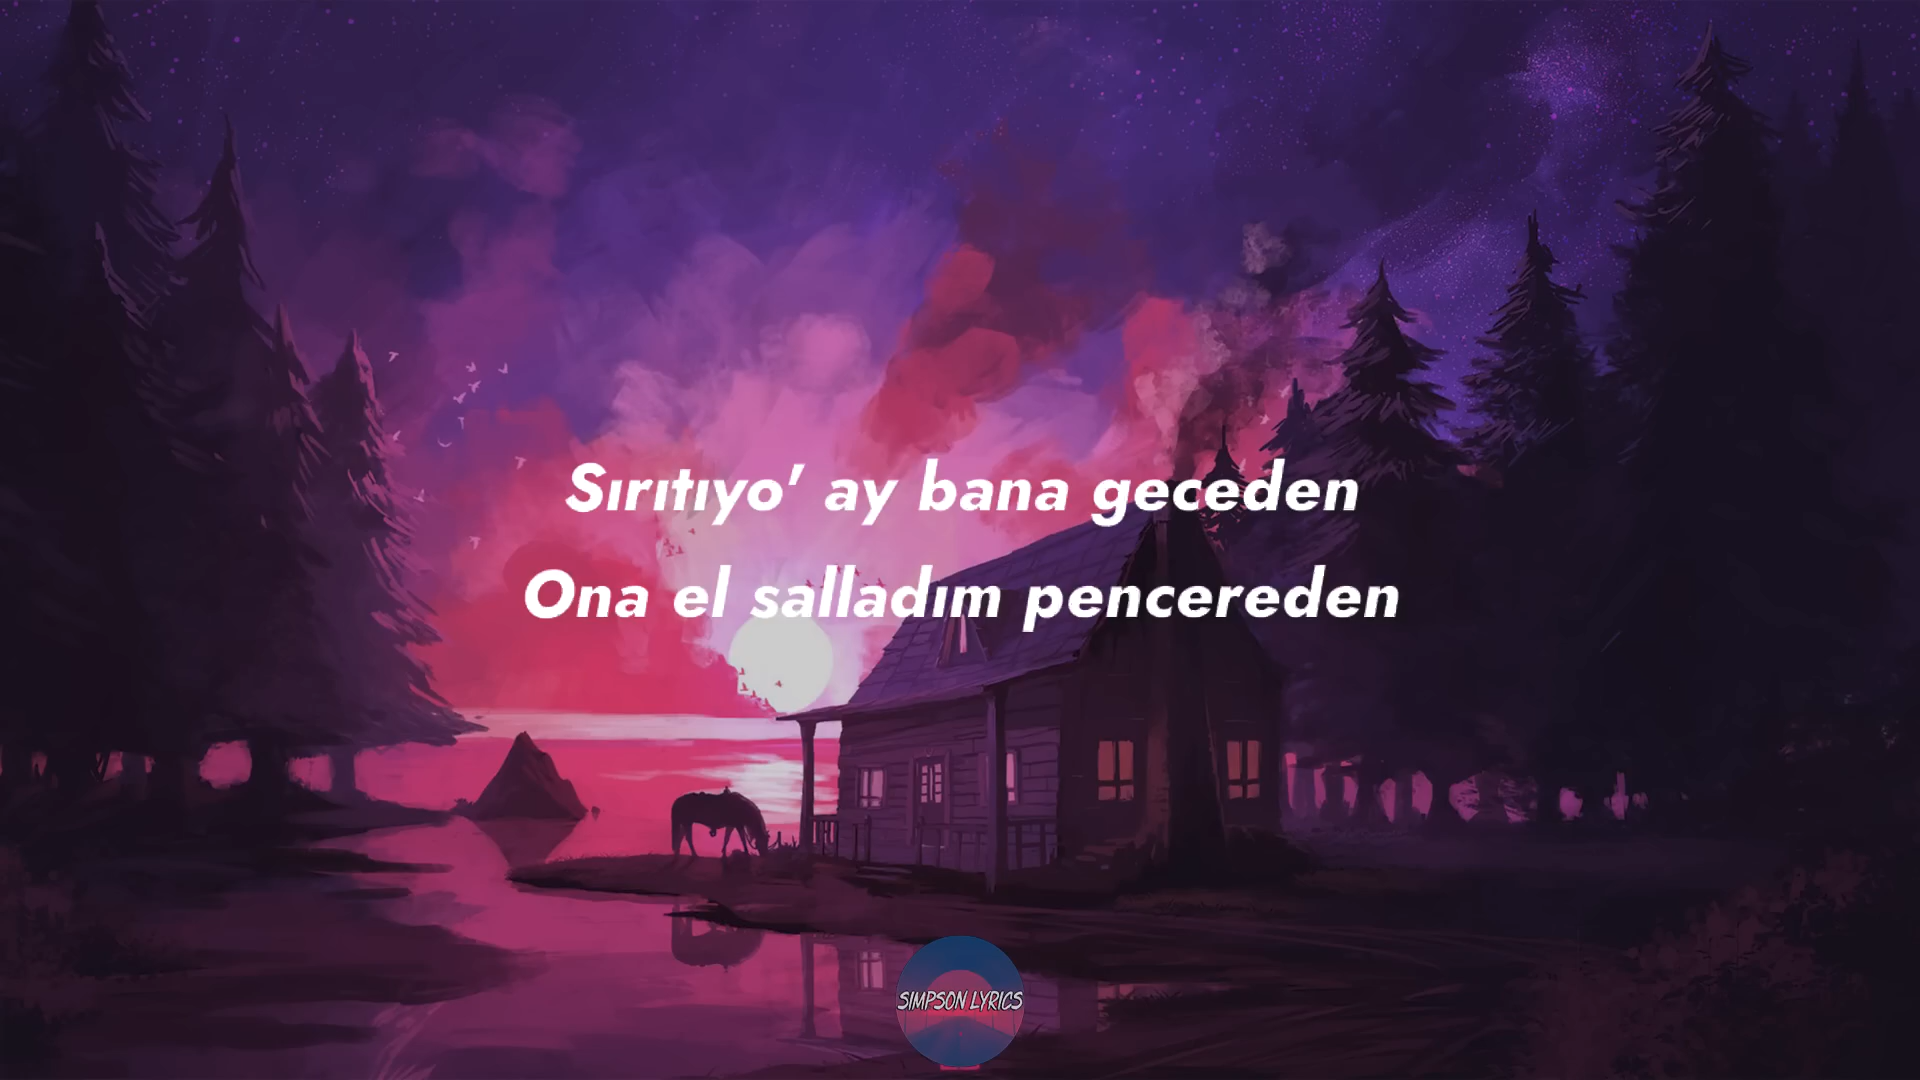 Sırıtıyo' ay bana geceden
Ona el salladım pencereden
SIMPSON LYRICS